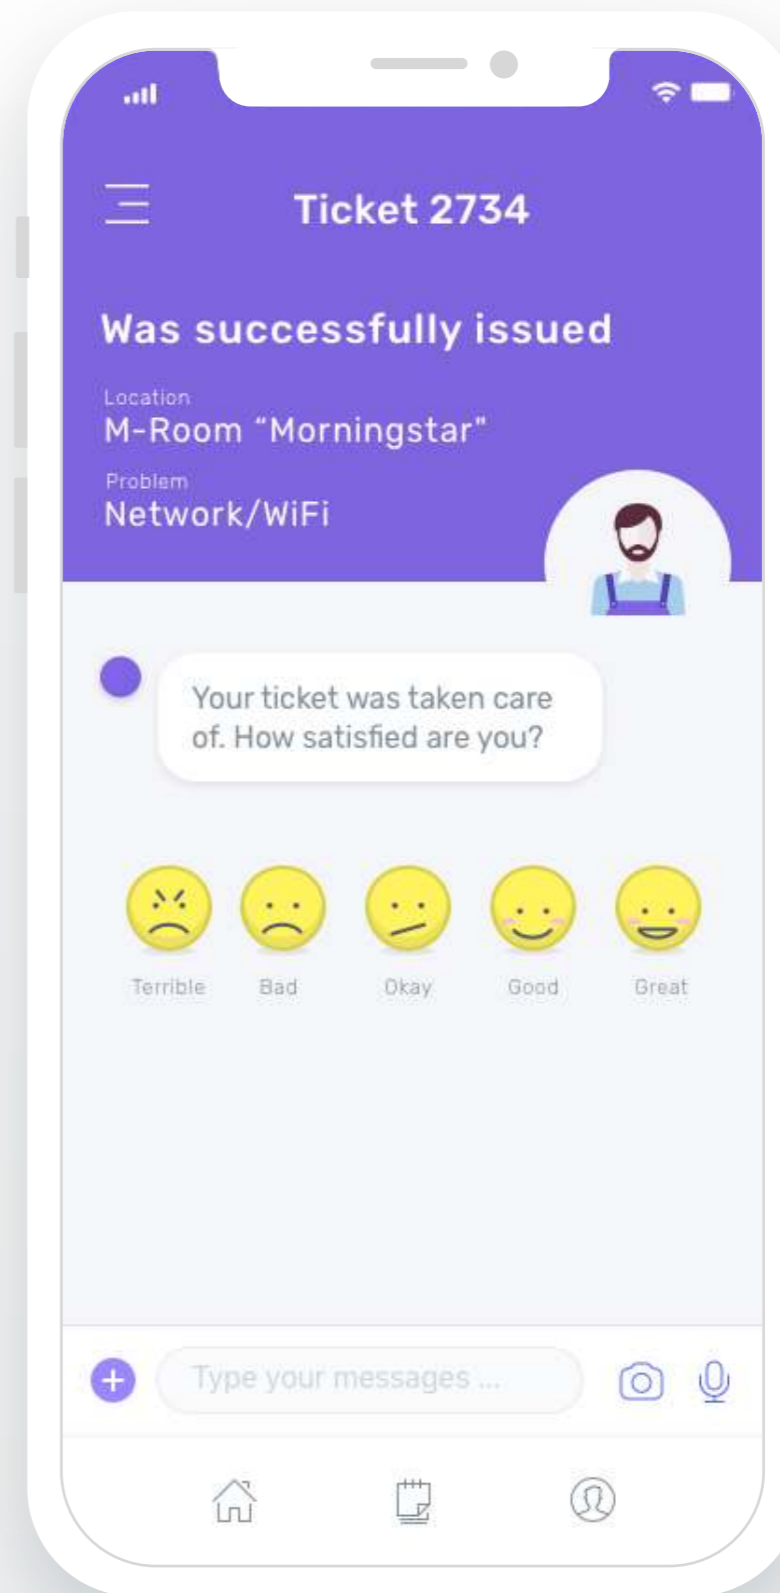 Ticket 2734
Was successfully issued
Location
M-Room “Morningstar"
Problem
Network/WiFi
Your ticket was taken care
of. How satisfied are you?
Terrible Bad Okay Good Great
Type your messages ...